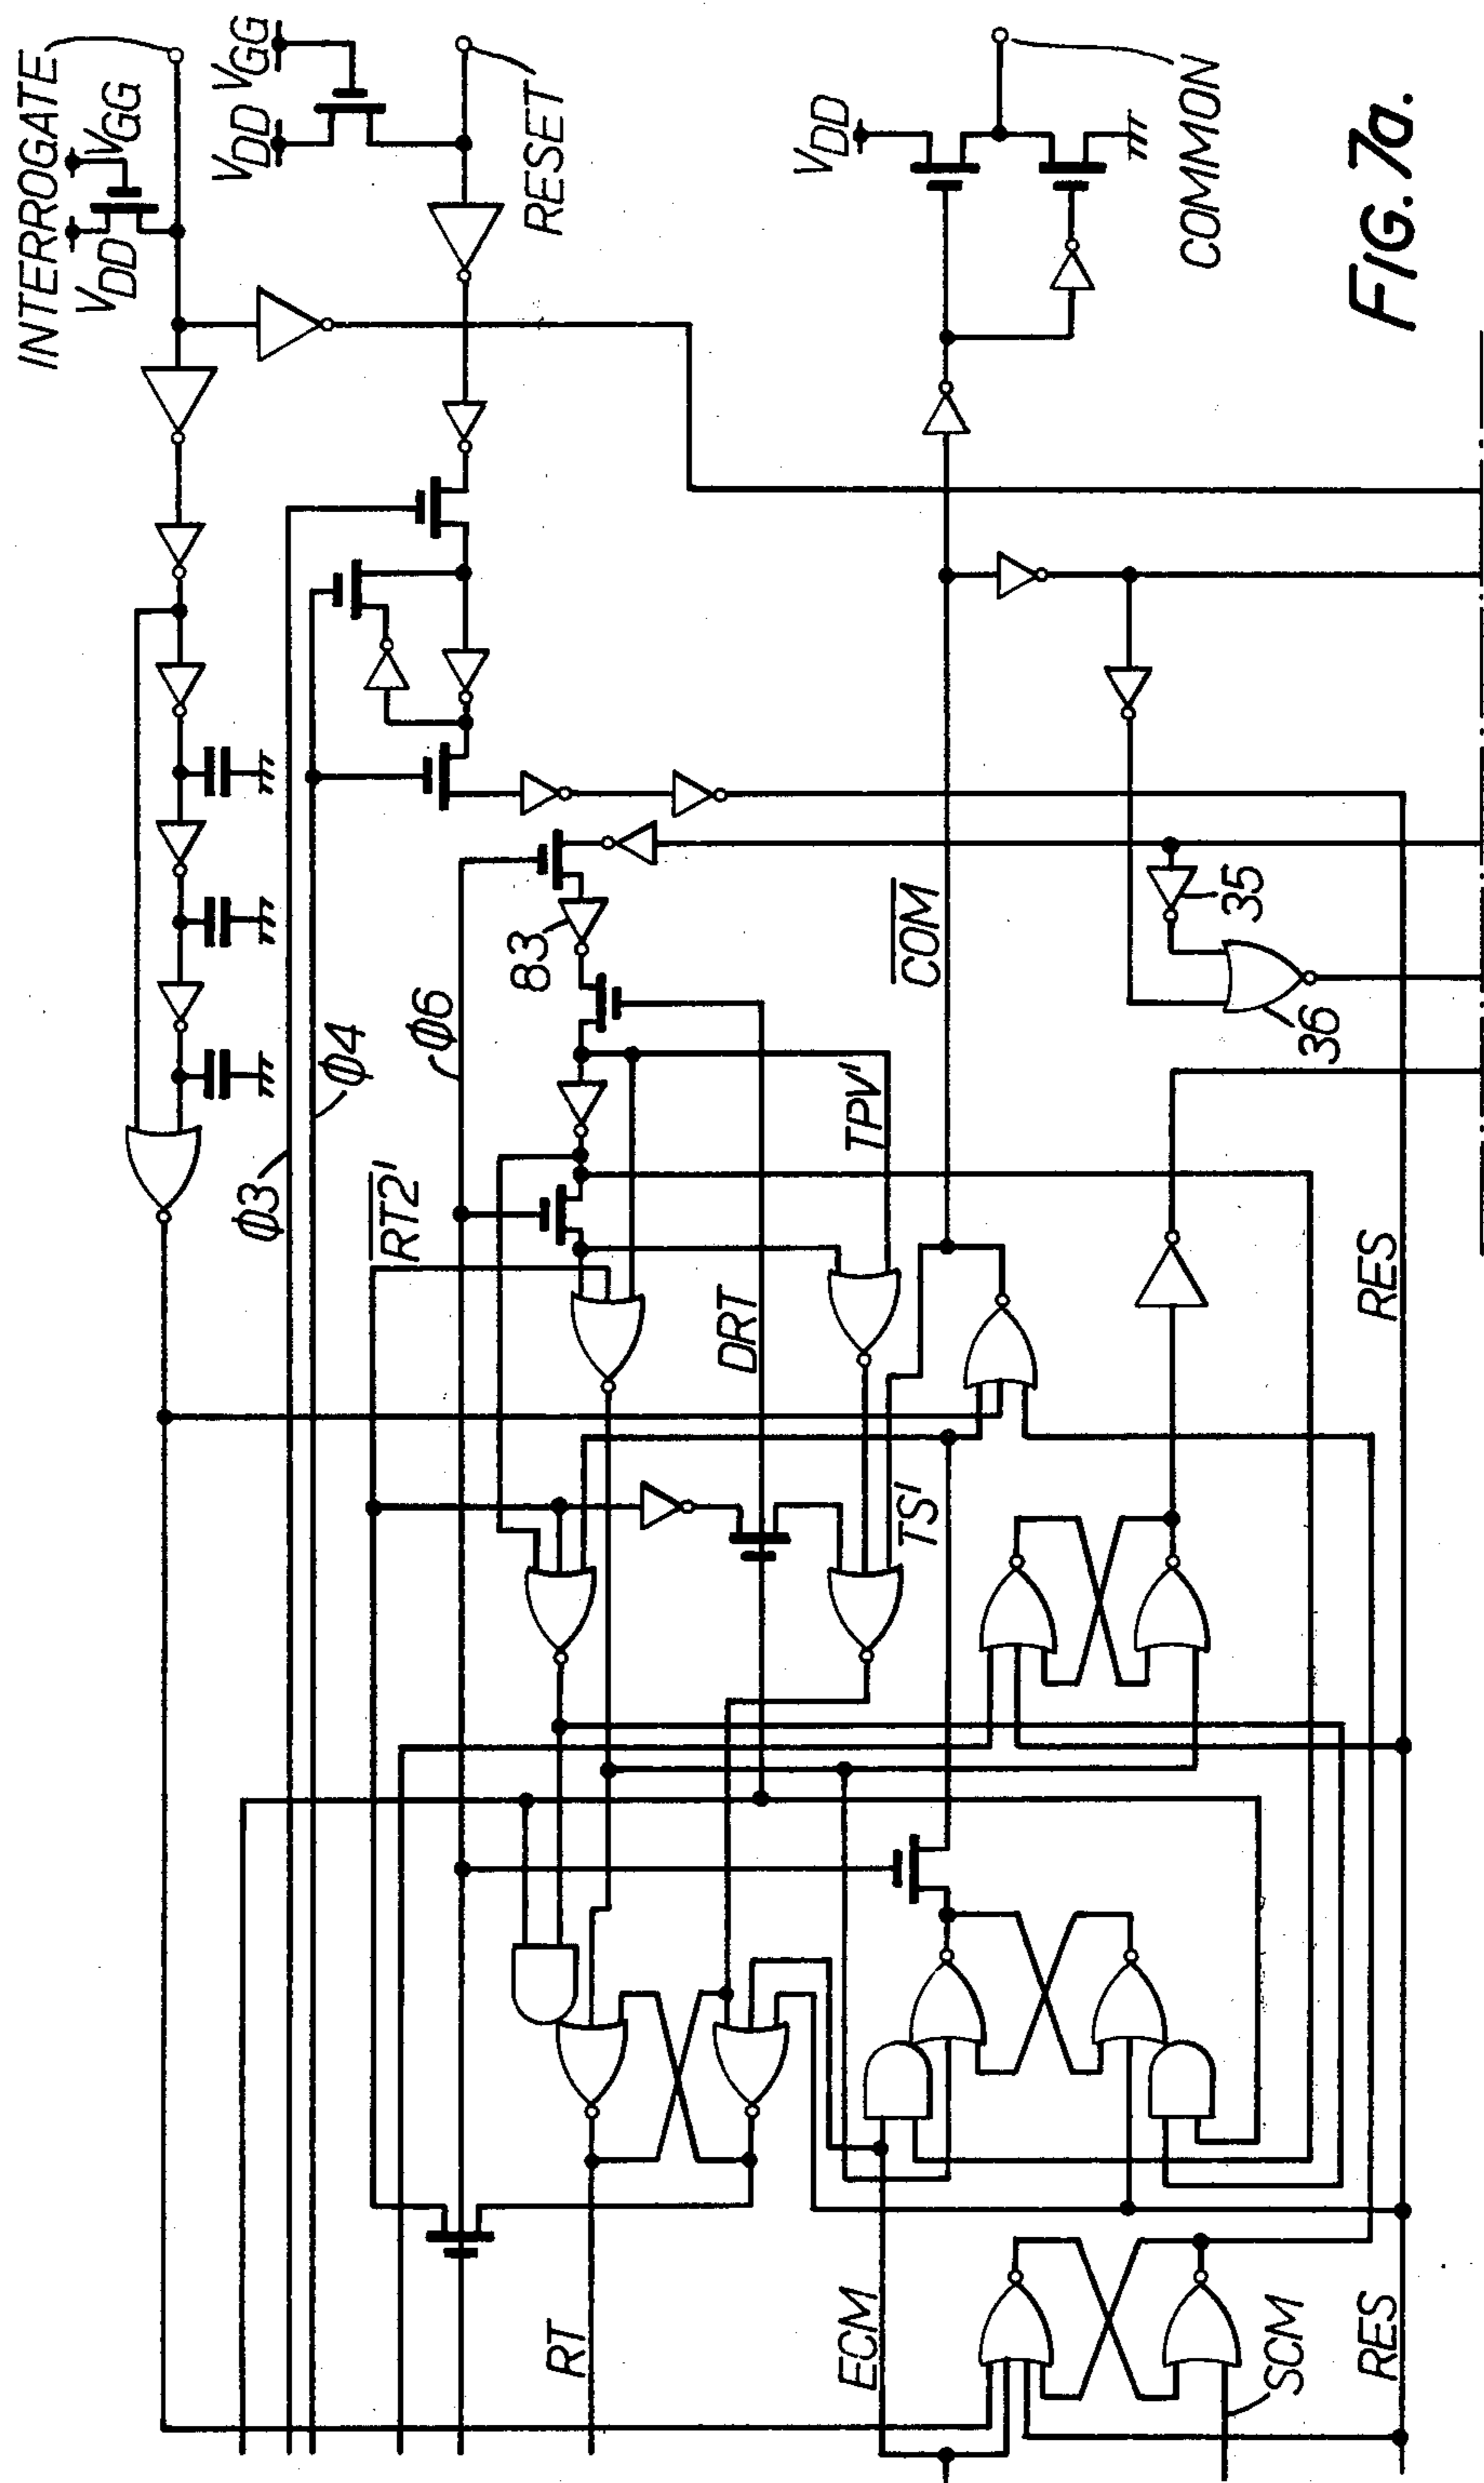 INTERROGATE
VDD
VGG
VDD
VGG
RESET
VDD
COMMON
FIG. 7a.
Φ3
Φ4
Φ6
83
35
36
COM
RT2'
TPV'
DRT
TS'
RES
RT
ECM
SCM
RES